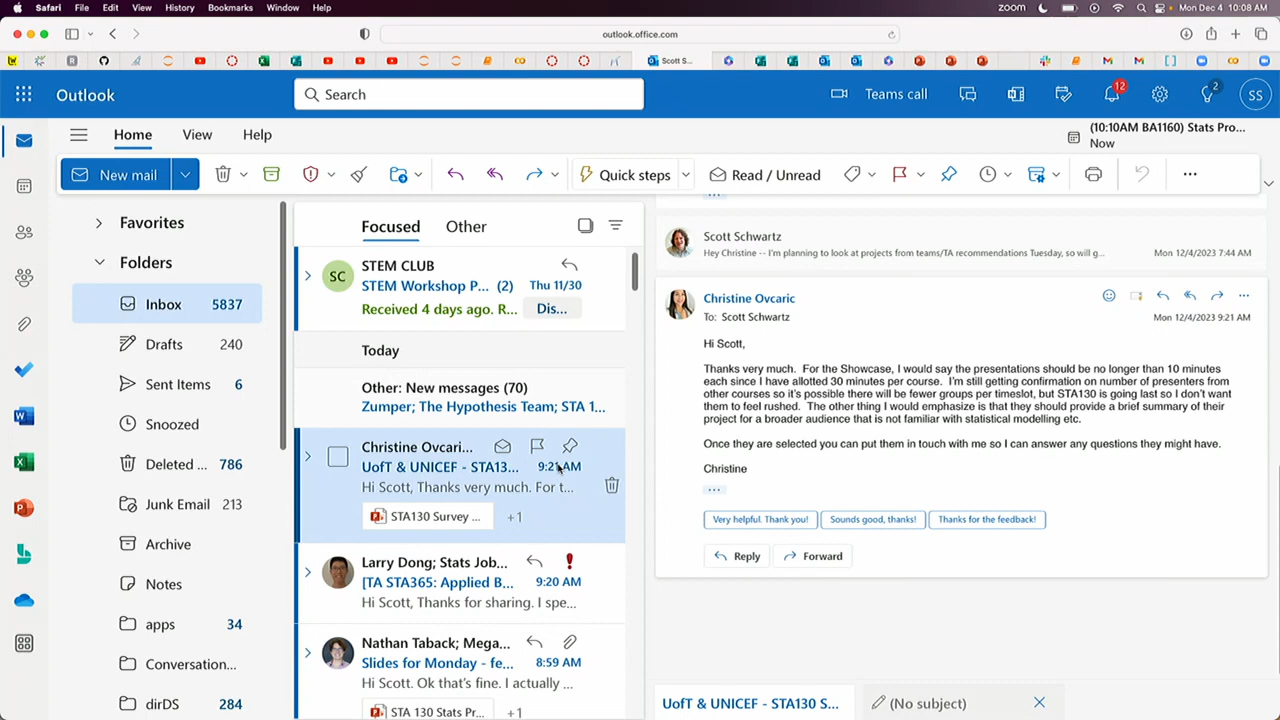 Safari File Edit View History Bookmarks Window Help
zoom Mon Dec 4 10:08 AM
outlook.office.com
Scott S...
Outlook
Search
Teams call
12
2
SS
Home View Help
(10:10AM BA1160) Stats Pro...
Now
New mail
Quick steps
Read / Unread
Favorites
Folders
Inbox 5837
Drafts 240
Sent Items 6
Snoozed
Deleted ... 786
Junk Email 213
Archive
Notes
apps 34
Conversation...
dirDS 284
Focused Other
SC
STEM CLUB
STEM Workshop P... (2) Thu 11/30
Received 4 days ago. R... Dis...
Today
Other: New messages (70)
Zumper; The Hypothesis Team; STA 1...
Christine Ovcari...
UofT & UNICEF - STA13... 9:21 AM
Hi Scott, Thanks very much. For t...
STA130 Survey ... +1
Larry Dong; Stats Job...
[TA STA365: Applied B... 9:20 AM
Hi Scott, Thanks for sharing. I spe...
Nathan Taback; Mega...
Slides for Monday - fe... 8:59 AM
Hi Scott. Ok that's fine. I actually ...
STA 130 Stats Pr... +1
Scott Schwartz
Hey Christine -- I'm planning to look at projects from teams/TA recommendations Tuesday, so will g... Mon 12/4/2023 7:44 AM
Christine Ovcaric
To: Scott Schwartz
Mon 12/4/2023 9:21 AM
Hi Scott,
Thanks very much. For the Showcase, I would say the presentations should be no longer than 10 minutes
each since I have allotted 30 minutes per course. I'm still getting confirmation on number of presenters from
other courses so it's possible there will be fewer groups per timeslot, but STA130 is going last so I don't want
them to feel rushed. The other thing I would emphasize is that they should provide a brief summary of their
project for a broader audience that is not familiar with statistical modelling etc.
Once they are selected you can put them in touch with me so I can answer any questions they might have.
Christine
Very helpful. Thank you! Sounds good, thanks! Thanks for the feedback!
Reply Forward
UofT & UNICEF - STA130 S... (No subject)